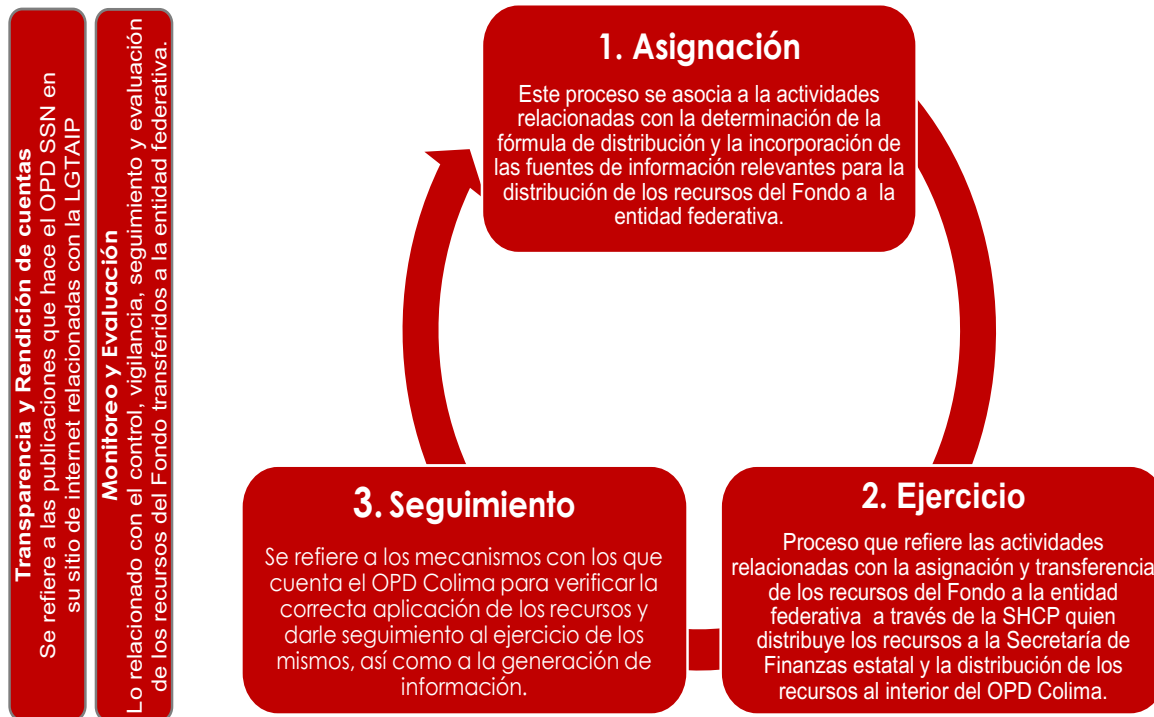 Transparencia y Rendición de cuentas
Se refiere a las publicaciones que hace el OPD SSN en
su sitio de internet relacionadas con la LGTAIP
Monitoreo y Evaluación
Lo relacionado con el control, vigilancia, seguimiento y evaluación
de los recursos del Fondo transferidos a la entidad federativa.
1. Asignación
Este proceso se asocia a la actividades
relacionadas con la determinación de la
fórmula de distribución y la incorporación de
las fuentes de información relevantes para la
distribución de los recursos del Fondo a la
entidad federativa.
2. Ejercicio
Proceso que refiere las actividades
relacionadas con la asignación y transferencia
de los recursos del Fondo a la entidad
federativa a través de la SHCP quien
distribuye los recursos a la Secretaría de
Finanzas estatal y la distribución de los
recursos al interior del OPD Colima.
3. Seguimiento
Se refiere a los mecanismos con los que
cuenta el OPD Colima para verificar la
correcta aplicación de los recursos y
darle seguimiento al ejercicio de los
mismos, así como a la generación de
información.